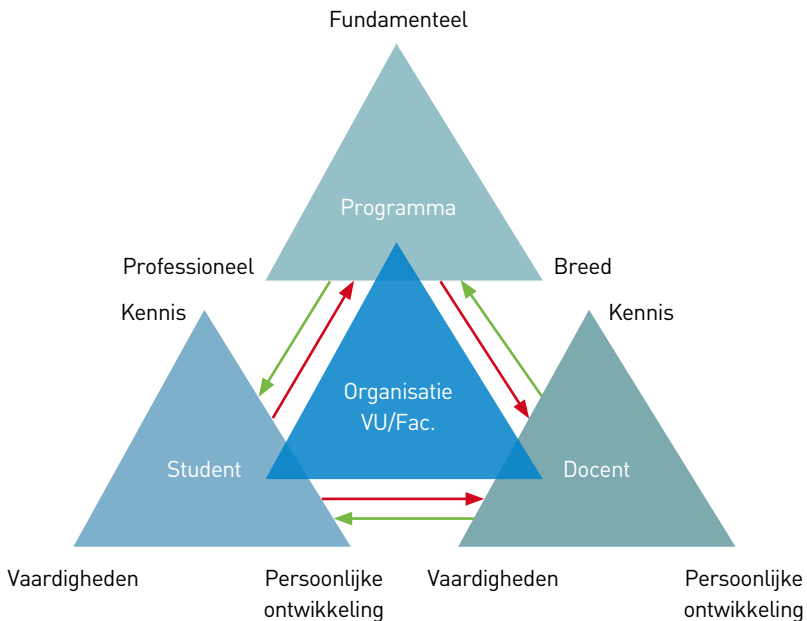 Fundamenteel
Programma
Professioneel
Breed
Kennis
Kennis
Organisatie
VU/Fac.
Student
Docent
Vaardigheden
Persoonlijke
ontwikkeling
Vaardigheden
Persoonlijke
ontwikkeling